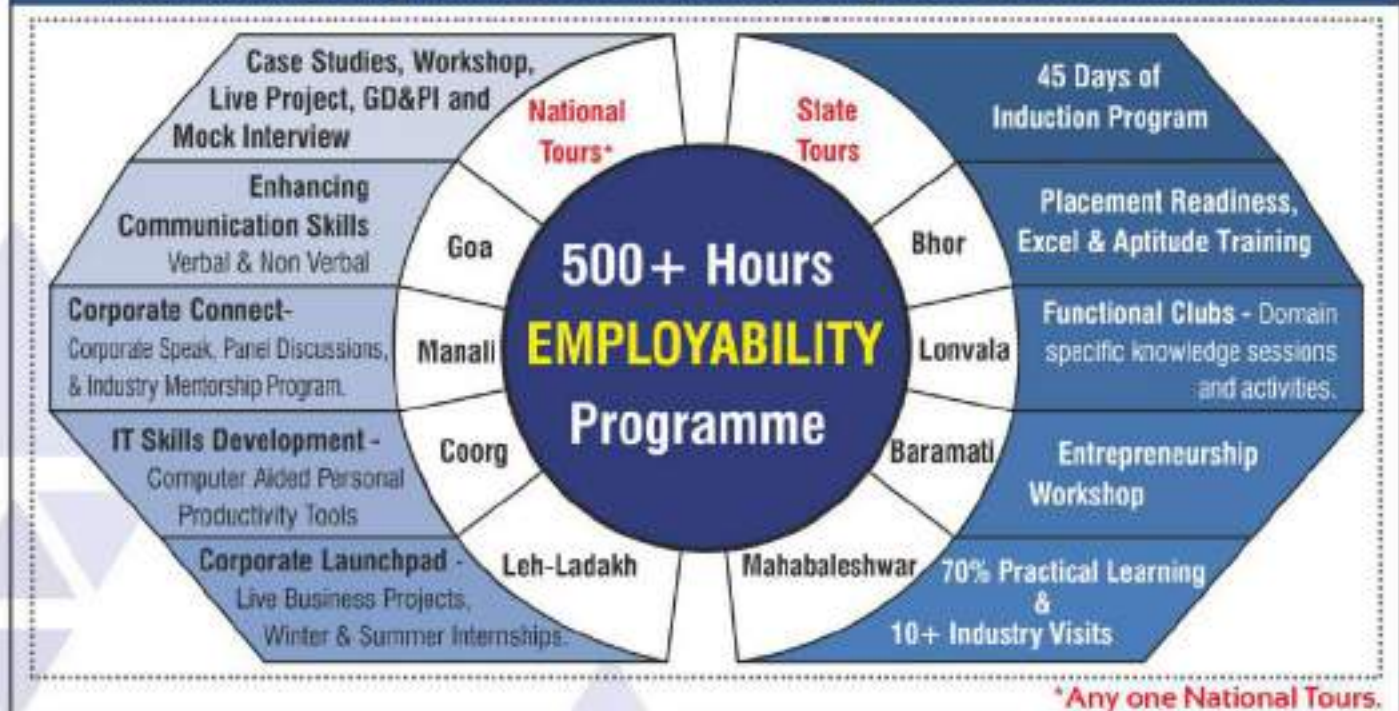 Case Studies, Workshop,
Live Project, GD&PI and
Mock Interview
Enhancing
Communication Skills
Verbal & Non Verbal
Corporate Connect-
Corporate Speak, Panel Discussions,
& Industry Mentorship Program.
IT Skills Development -
Computer Aided Personal
Productivity Tools
Corporate Launchpad -
Live Business Projects,
Winter & Summer Internships.
National
Tours*
Goa
Manali
Coorg
Leh-Ladakh
500+ Hours
EMPLOYABILITY
Programme
State
Tours
Bhor
Lonvala
Baramati
Mahabaleshwar
45 Days of
Induction Program
Placement Readiness,
Excel & Aptitude Training
Functional Clubs - Domain
specific knowledge sessions
and activities.
Entrepreneurship
Workshop
70% Practical Learning
&
10+ Industry Visits
*Any one National Tours.